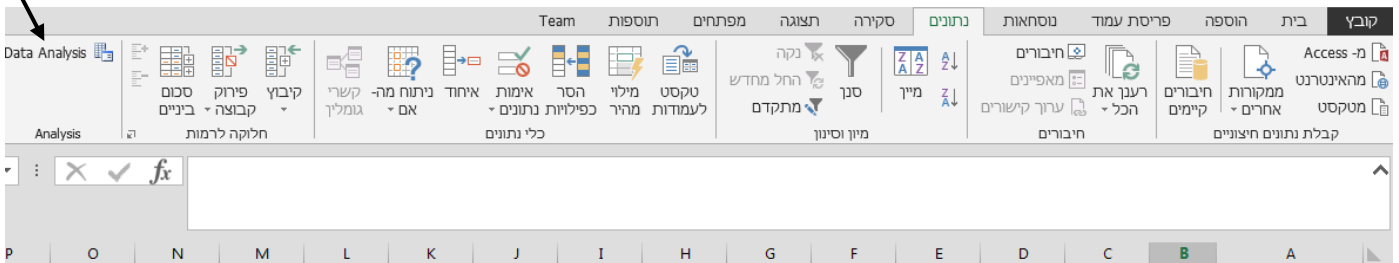 קובץ בית הוספה פריסת עמוד נוסחאות נתונים סקירה תצוגה מפתחים תוספות Team
מ- Access
מהאינטרנט
מטקסט
ממקורות אחרים
חיבורים קיימים
קבלת נתונים חיצוניים
רענן את הכל
חיבורים
מאפיינים
ערוך קישורים
חיבורים
מיין
סנן
נקה
החל מחדש
מתקדם
מיון וסינון
טקסט לעמודות
מילוי מהיר
הסר כפילויות
אימות נתונים
איחוד
ניתוח מה-אם
קשרי גומלין
כלי נתונים
קיבוץ
פירוק קבוצה
סכום ביניים
חלוקה לרמות
Data Analysis
Analysis
fx
A B C D E F G H I J K L M N O P